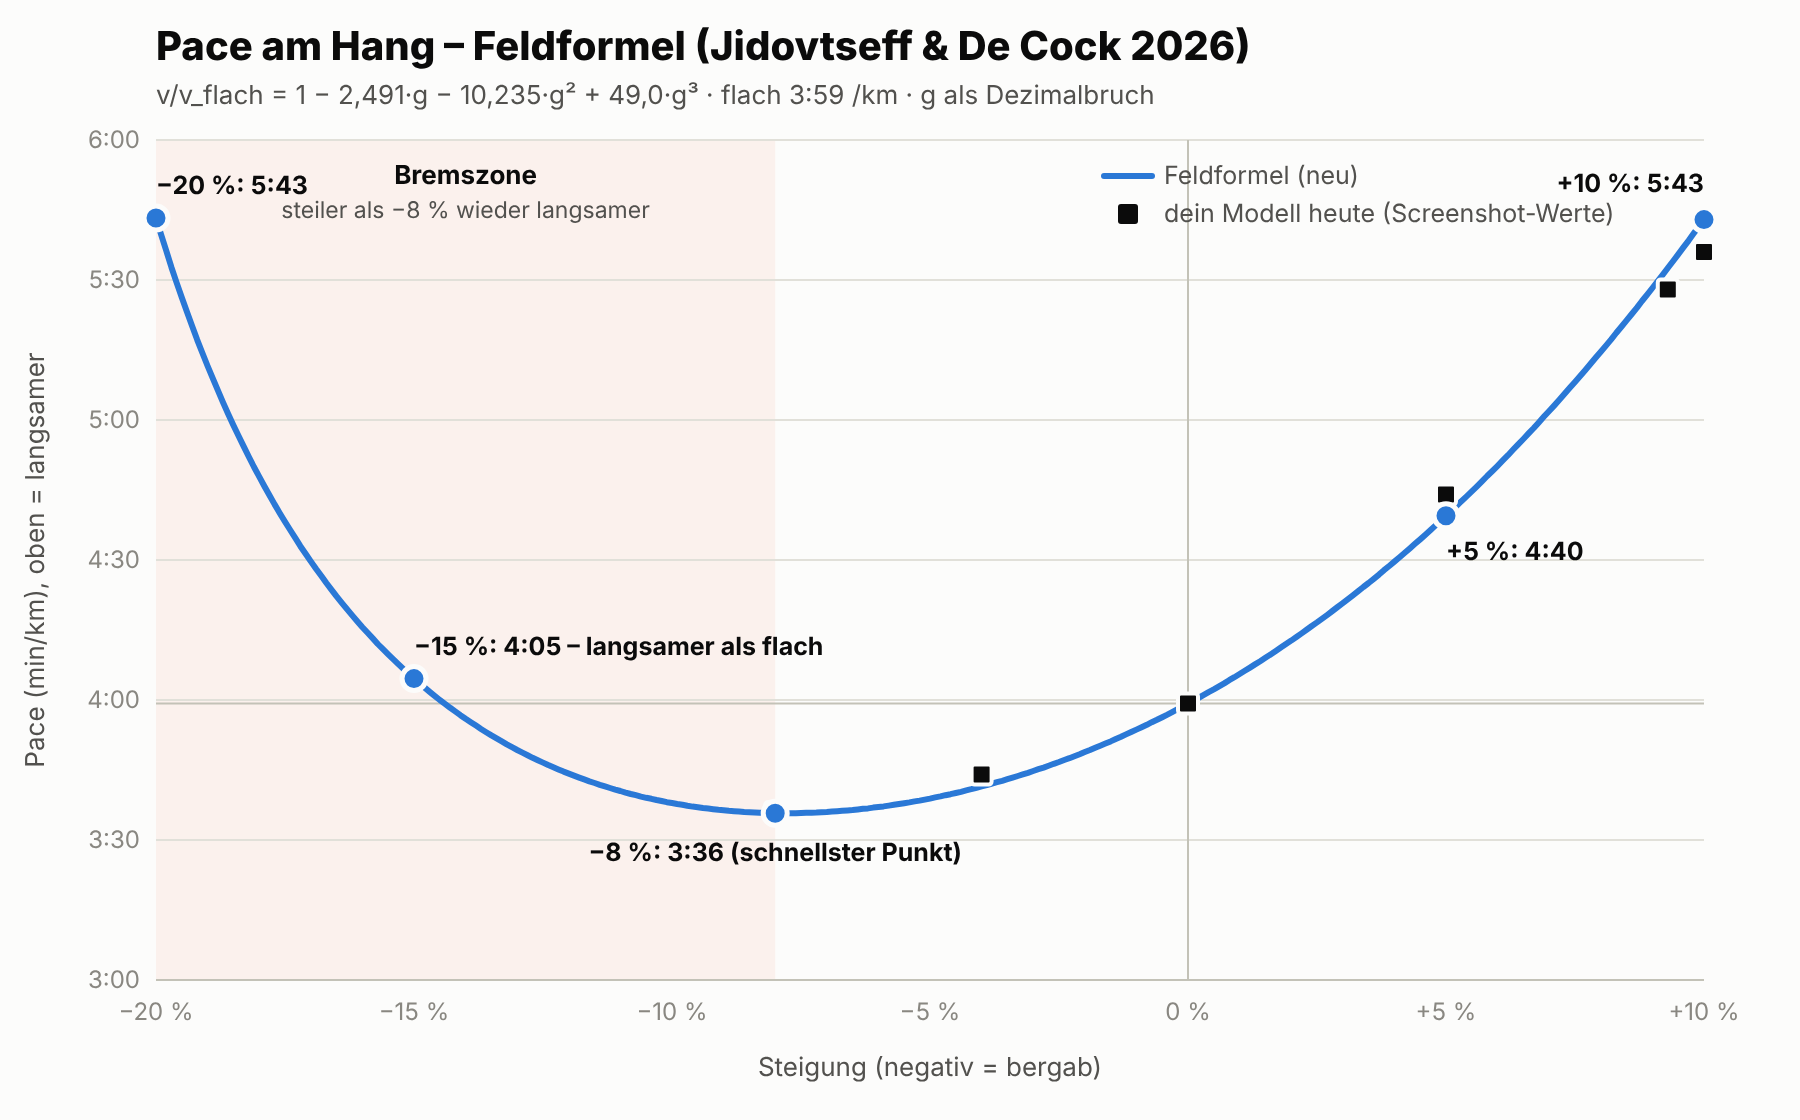 Pace am Hang – Feldformel (Jidovtseff & De Cock 2026)
v/v_flach = 1 − 2,491·g − 10,235·g² + 49,0·g³ · flach 3:59 /km · g als Dezimalbruch
6:00
5:30
5:00
4:30
4:00
3:30
3:00
Pace (min/km), oben = langsamer
−20 %: 5:43
Bremszone
steiler als −8 % wieder langsamer
Feldformel (neu)
dein Modell heute (Screenshot-Werte)
+10 %: 5:43
+5 %: 4:40
−15 %: 4:05 – langsamer als flach
−8 %: 3:36 (schnellster Punkt)
−20 %
−15 %
−10 %
−5 %
0 %
+5 %
+10 %
Steigung (negativ = bergab)